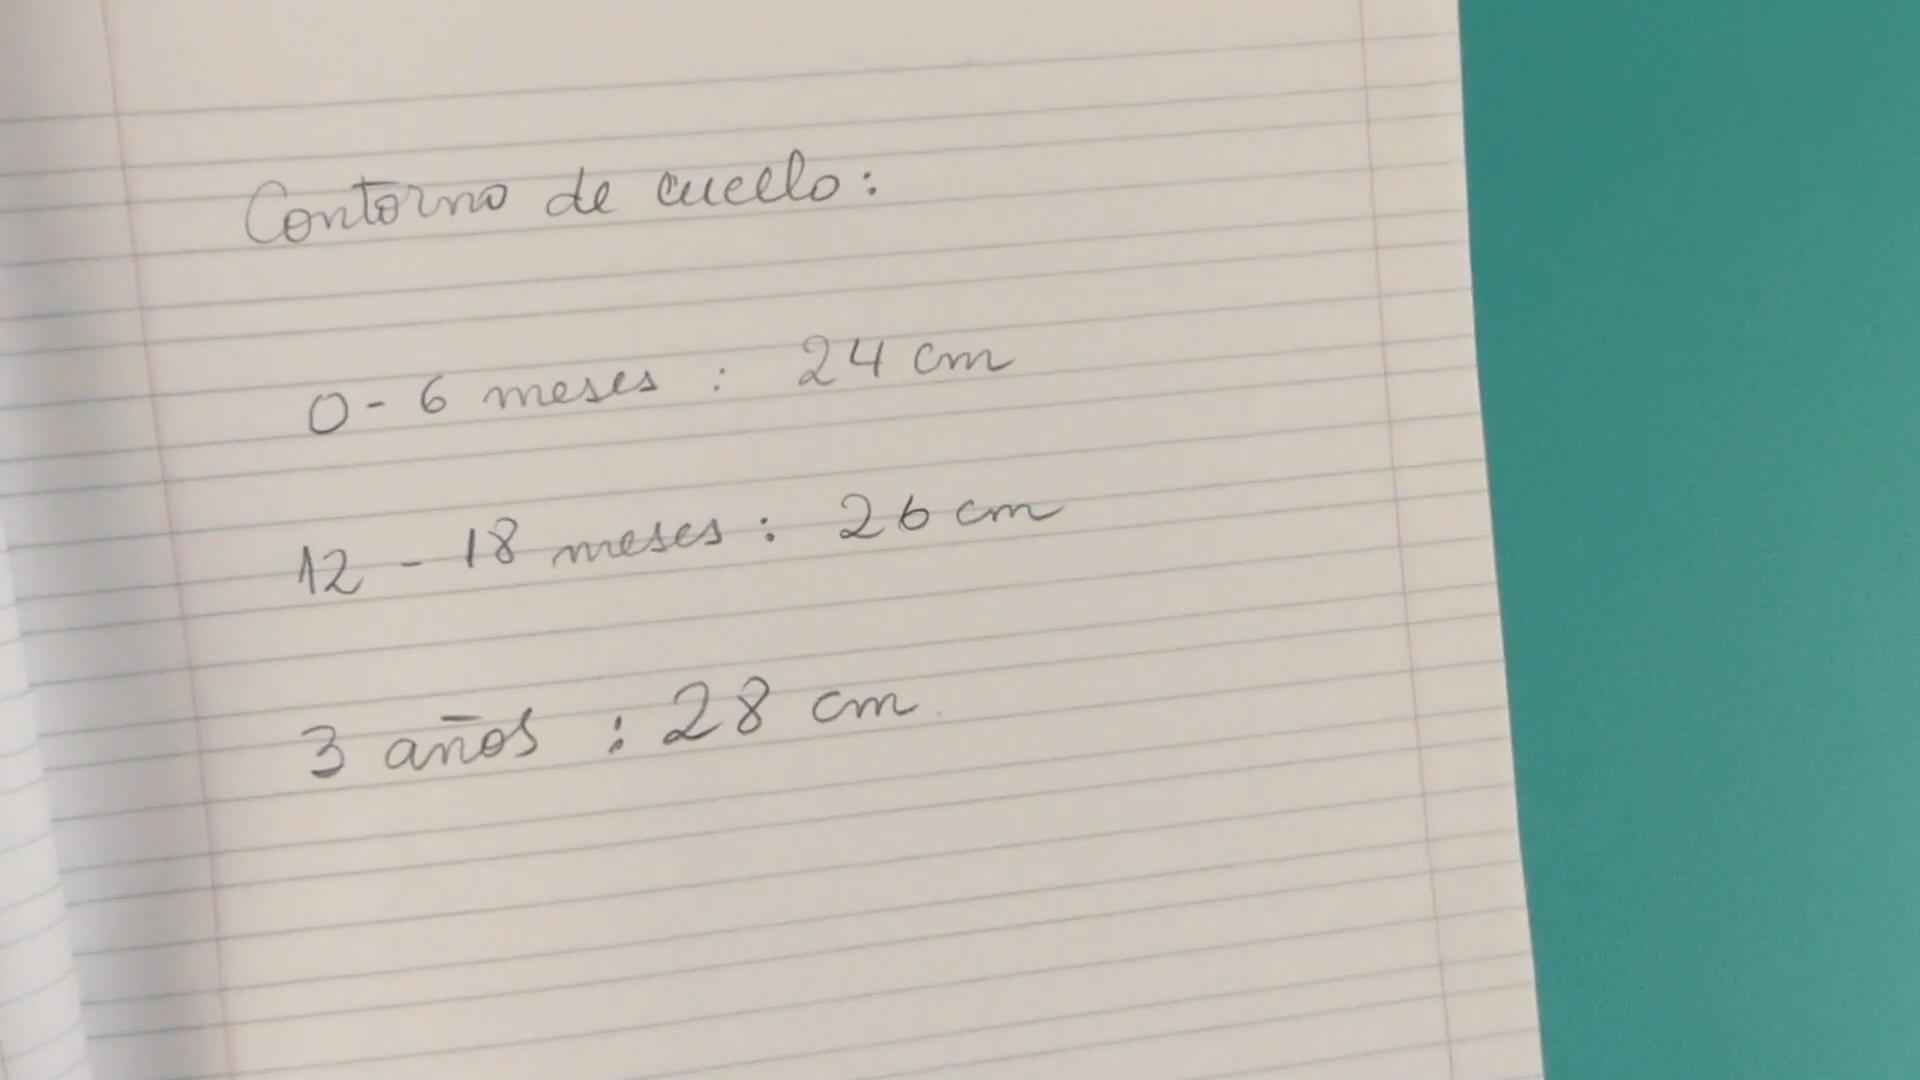 Contorno de cuello:
0-6 meses : 24 cm
12 - 18 meses : 26 cm
3 años : 28 cm